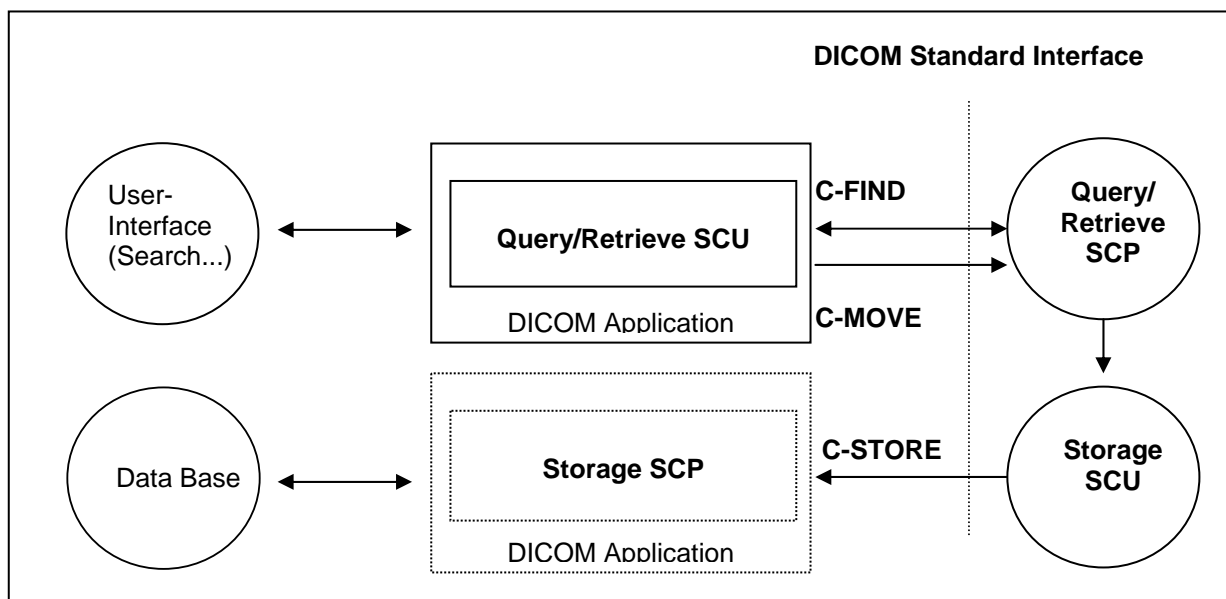 DICOM Standard Interface
User-
Interface
(Search...)
Query/Retrieve SCU
DICOM Application
C-FIND
C-MOVE
Query/
Retrieve
SCP
Data Base
Storage SCP
DICOM Application
C-STORE
Storage
SCU